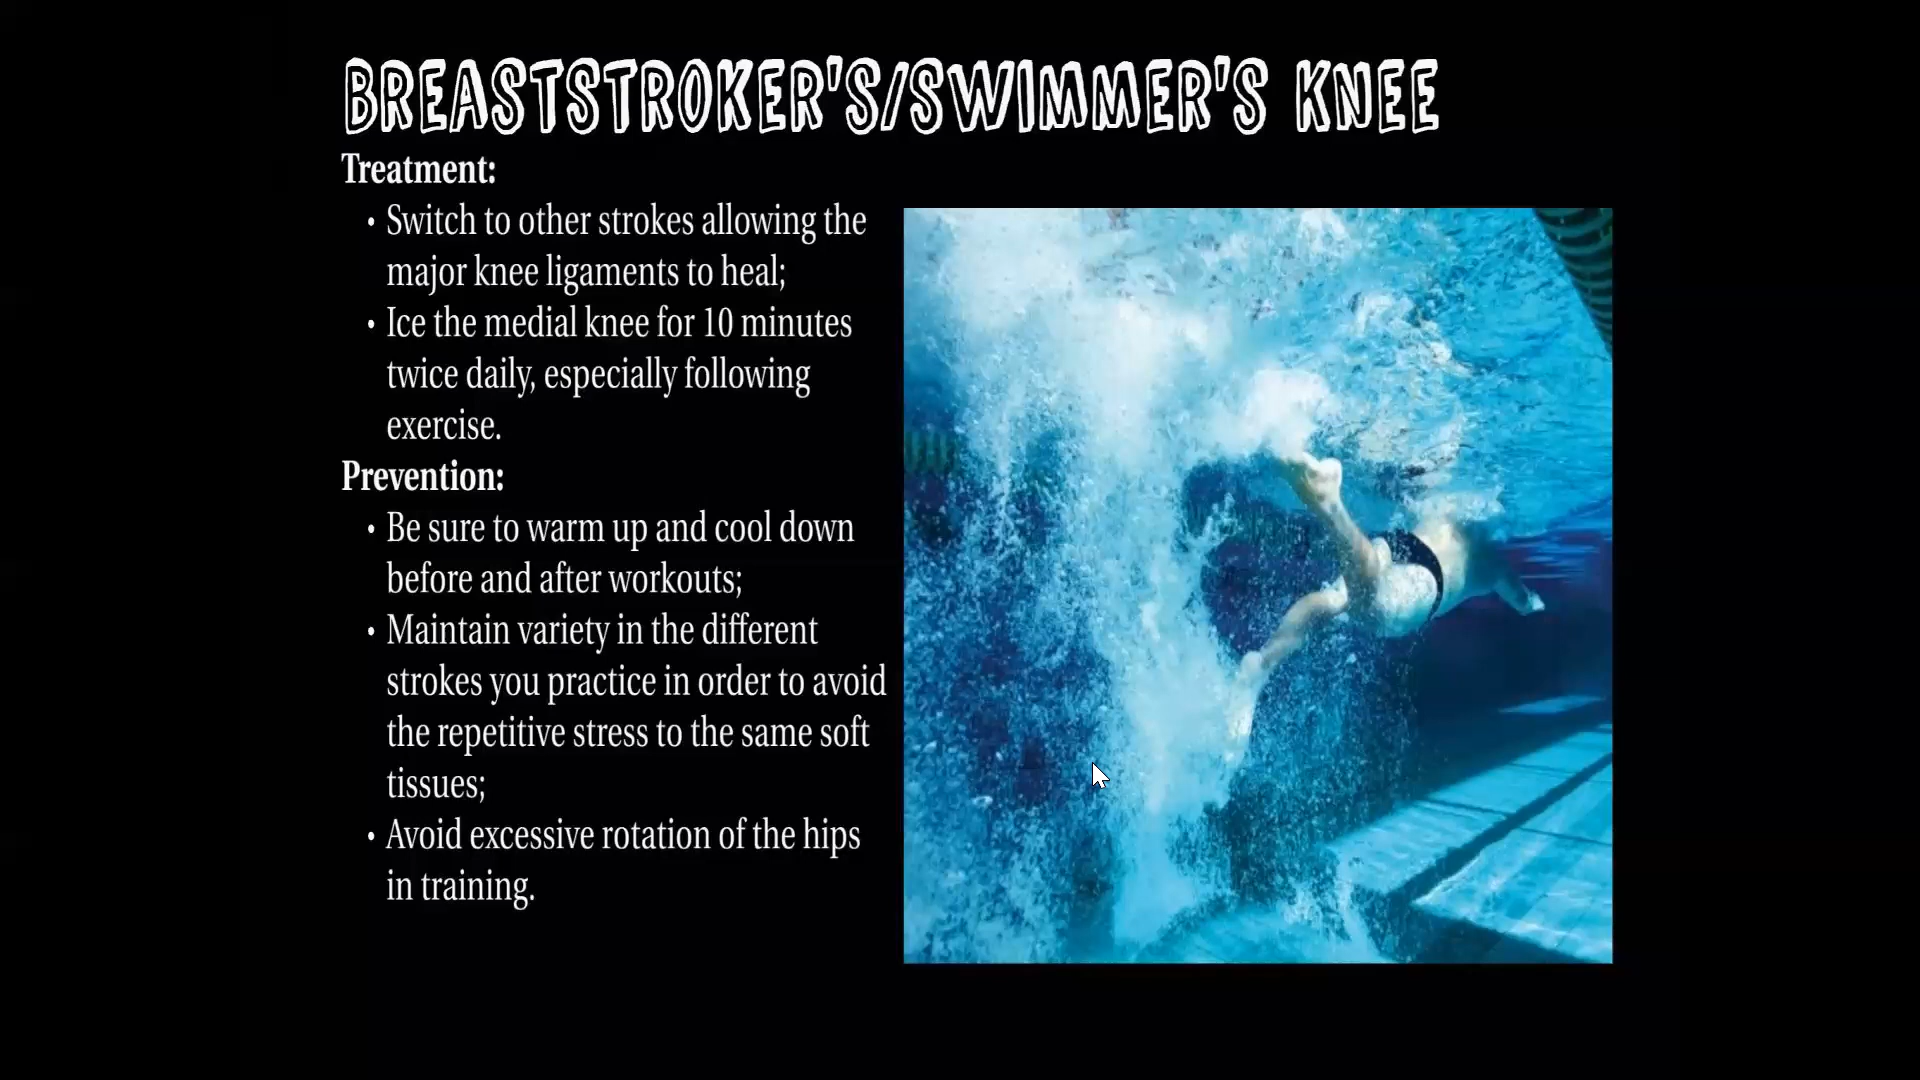 BREASTSTROKER'S/SWIMMER'S KNEE
Treatment:
• Switch to other strokes allowing the
major knee ligaments to heal;
• Ice the medial knee for 10 minutes
twice daily, especially following
exercise.
Prevention:
• Be sure to warm up and cool down
before and after workouts;
• Maintain variety in the different
strokes you practice in order to avoid
the repetitive stress to the same soft
tissues;
• Avoid excessive rotation of the hips
in training.